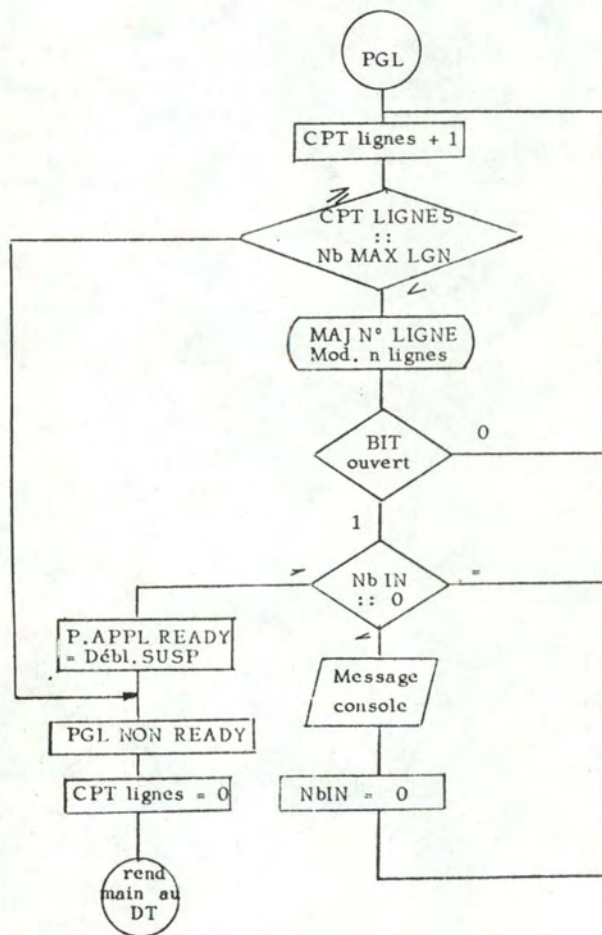 PGL
CPT lignes + 1
CPT LIGNES
::
Nb MAX LGN
<
MAJ N° LIGNE
Mod. n lignes
BIT
ouvert
0
1
Nb IN
:: 0
>
=
<
P.APPL READY
= Débl.SUSP
Message
console
PGL NON READY
CPT lignes = 0
NbIN = 0
rend
main au
DT